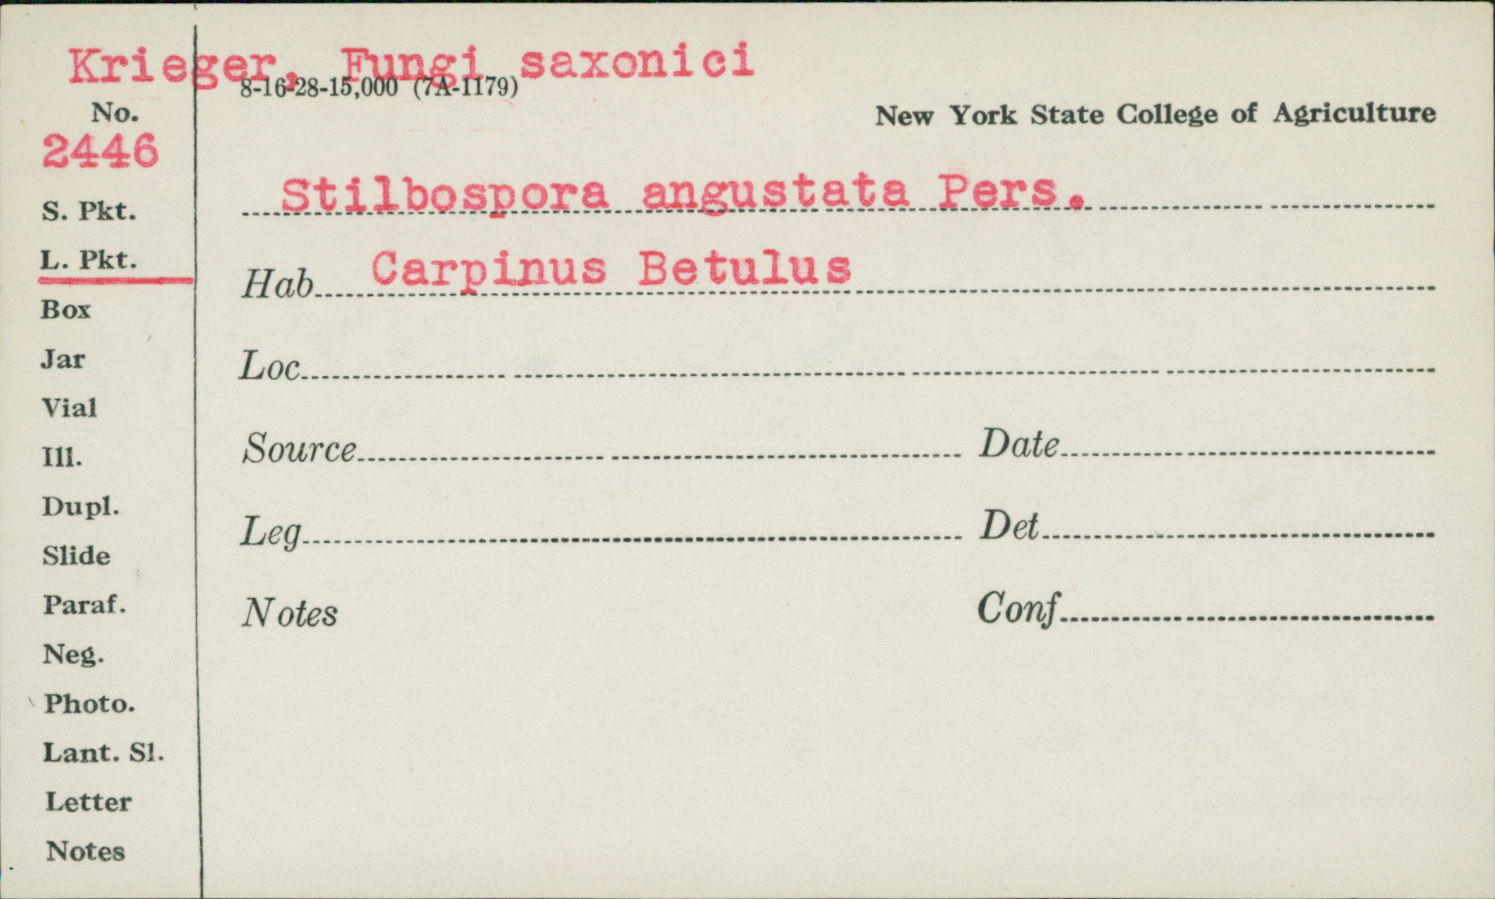 Krieger, Fungi saxonici
8-16-28-15,000 (7A-1179)
No.
New York State College of Agriculture
2446
Stilbospora angustata Pers.
S. Pkt.
L. Pkt.
Hab. Carpinus Betulus
Box
Jar
Loc.
Vial
Source
Date
Ill.
Dupl.
Leg
Det
Slide
Paraf.
Notes
Conf
Neg.
Photo.
Lant. Sl.
Letter
Notes